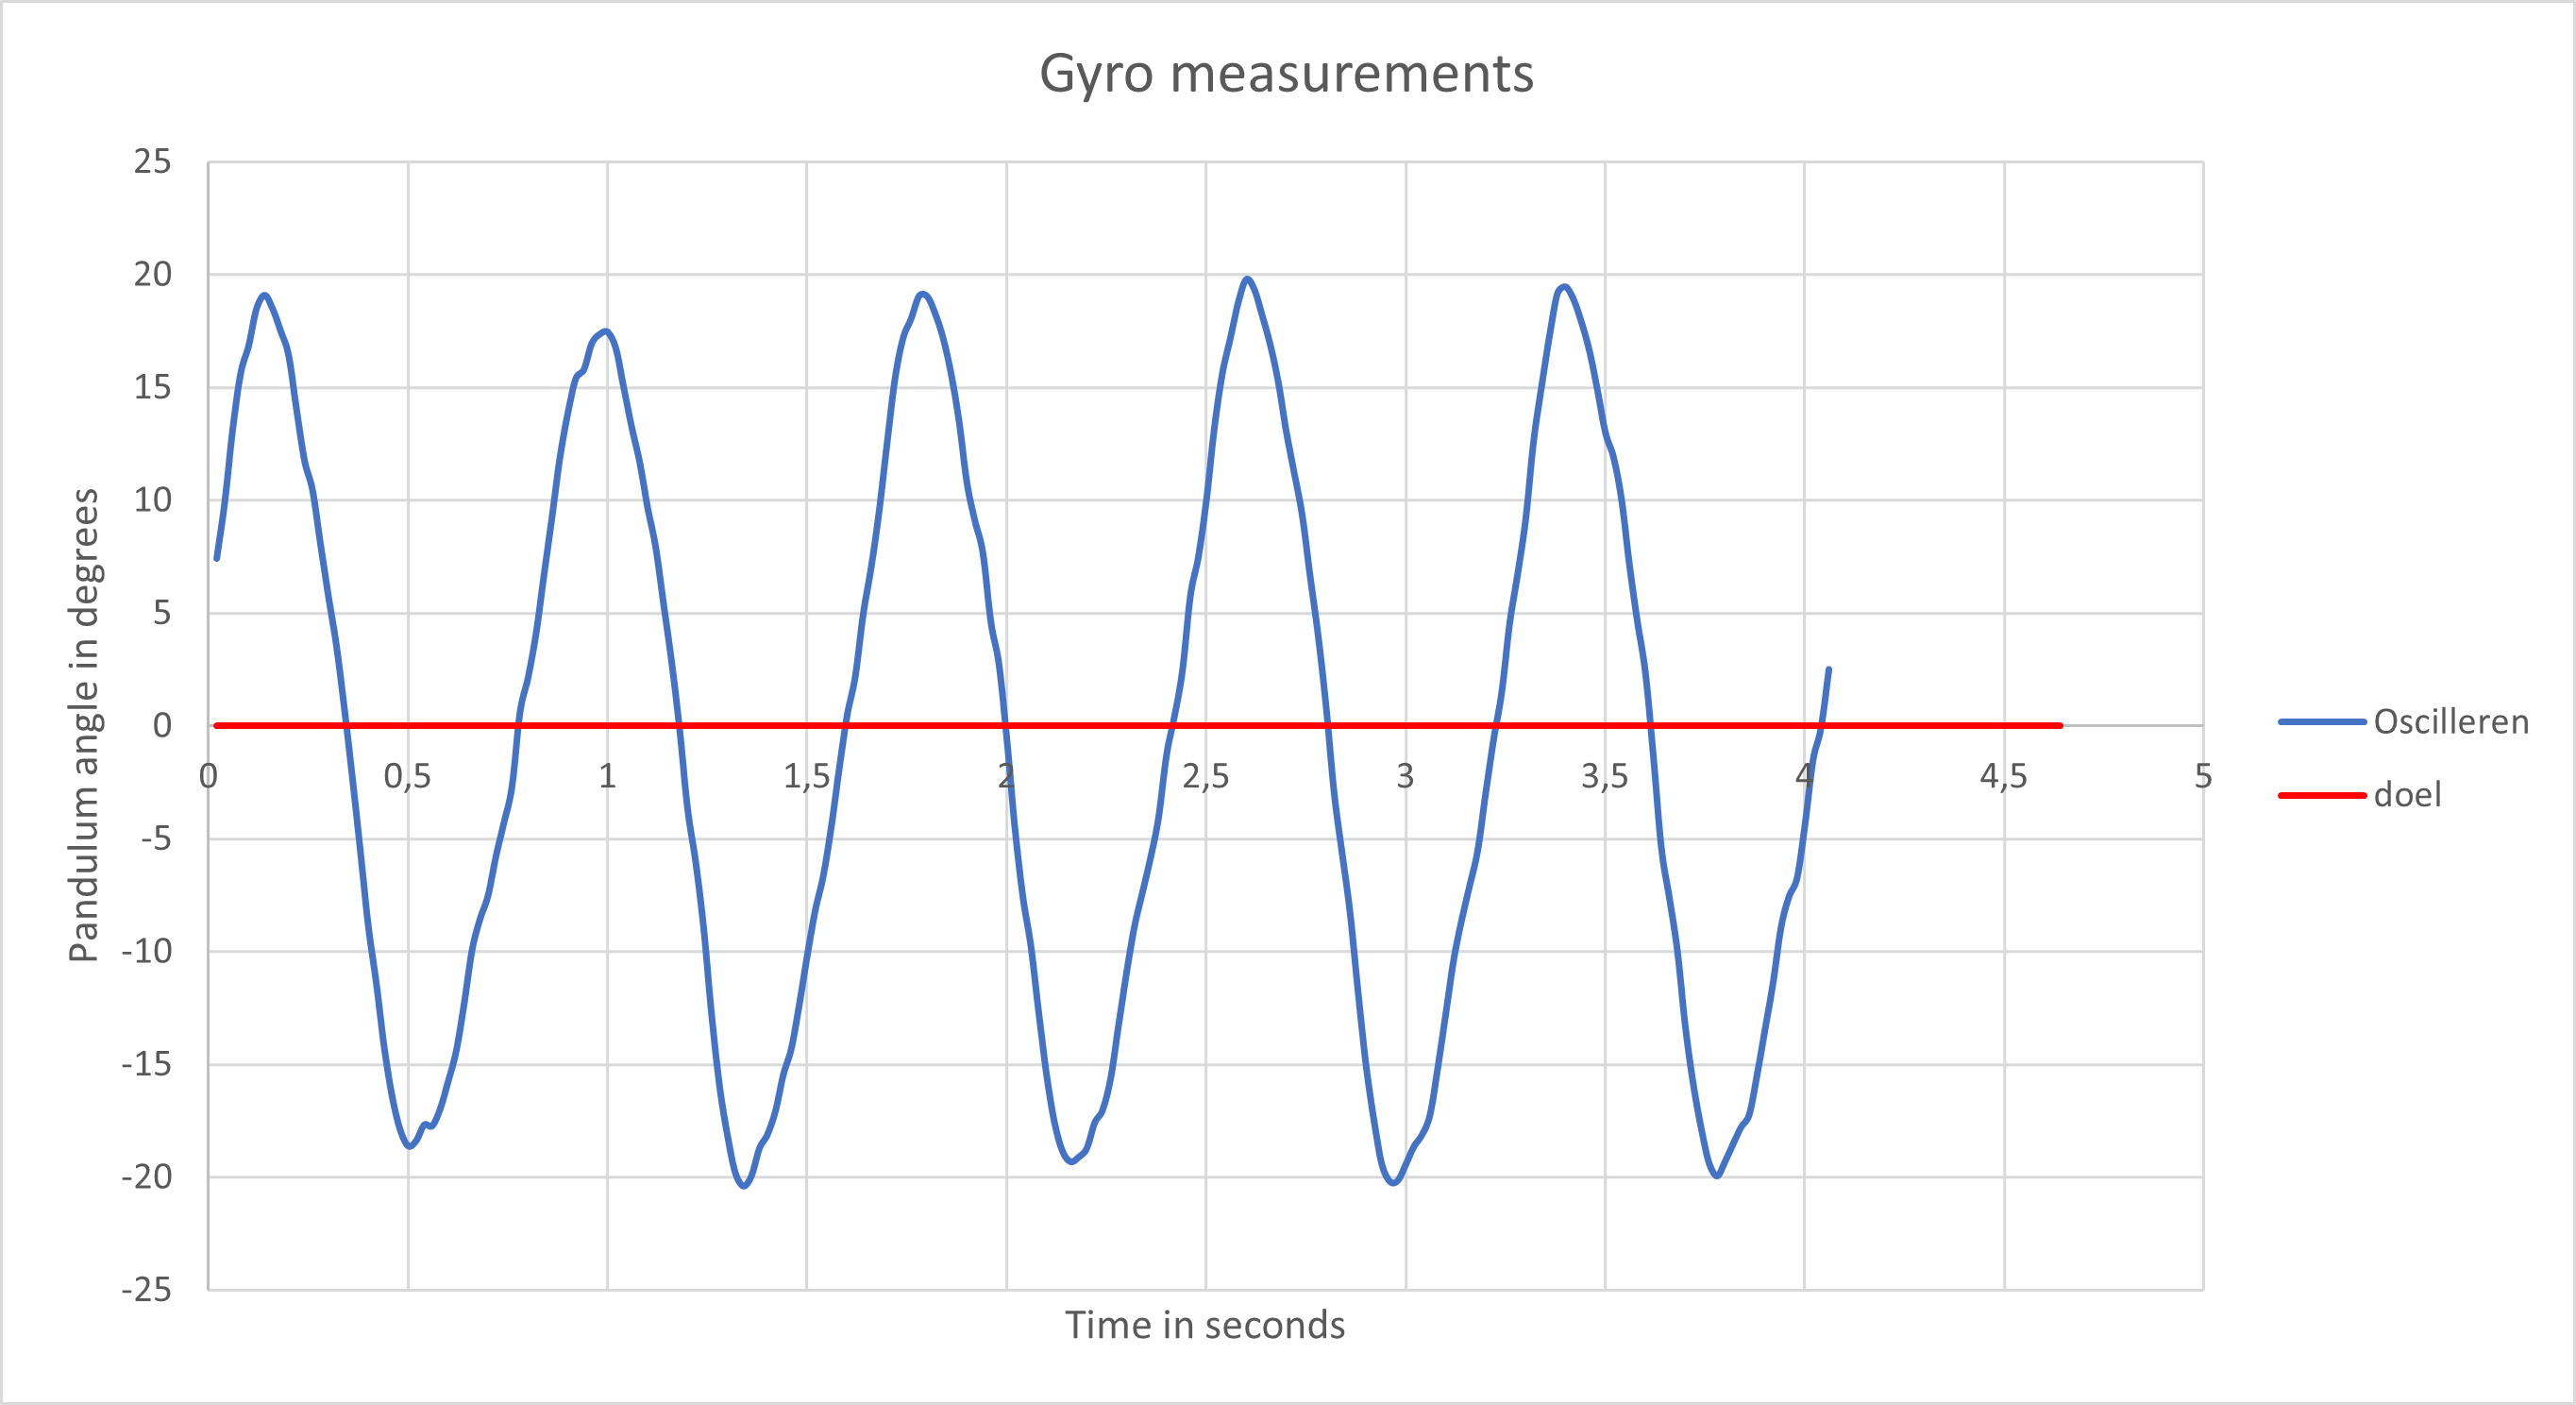 Gyro measurements
25
20
15
10
5
0
-5
-10
-15
-20
-25
Pandulum angle in degrees
0 0,5 1 1,5 2 2,5 3 3,5 4 4,5 5
Time in seconds
Oscilleren
doel